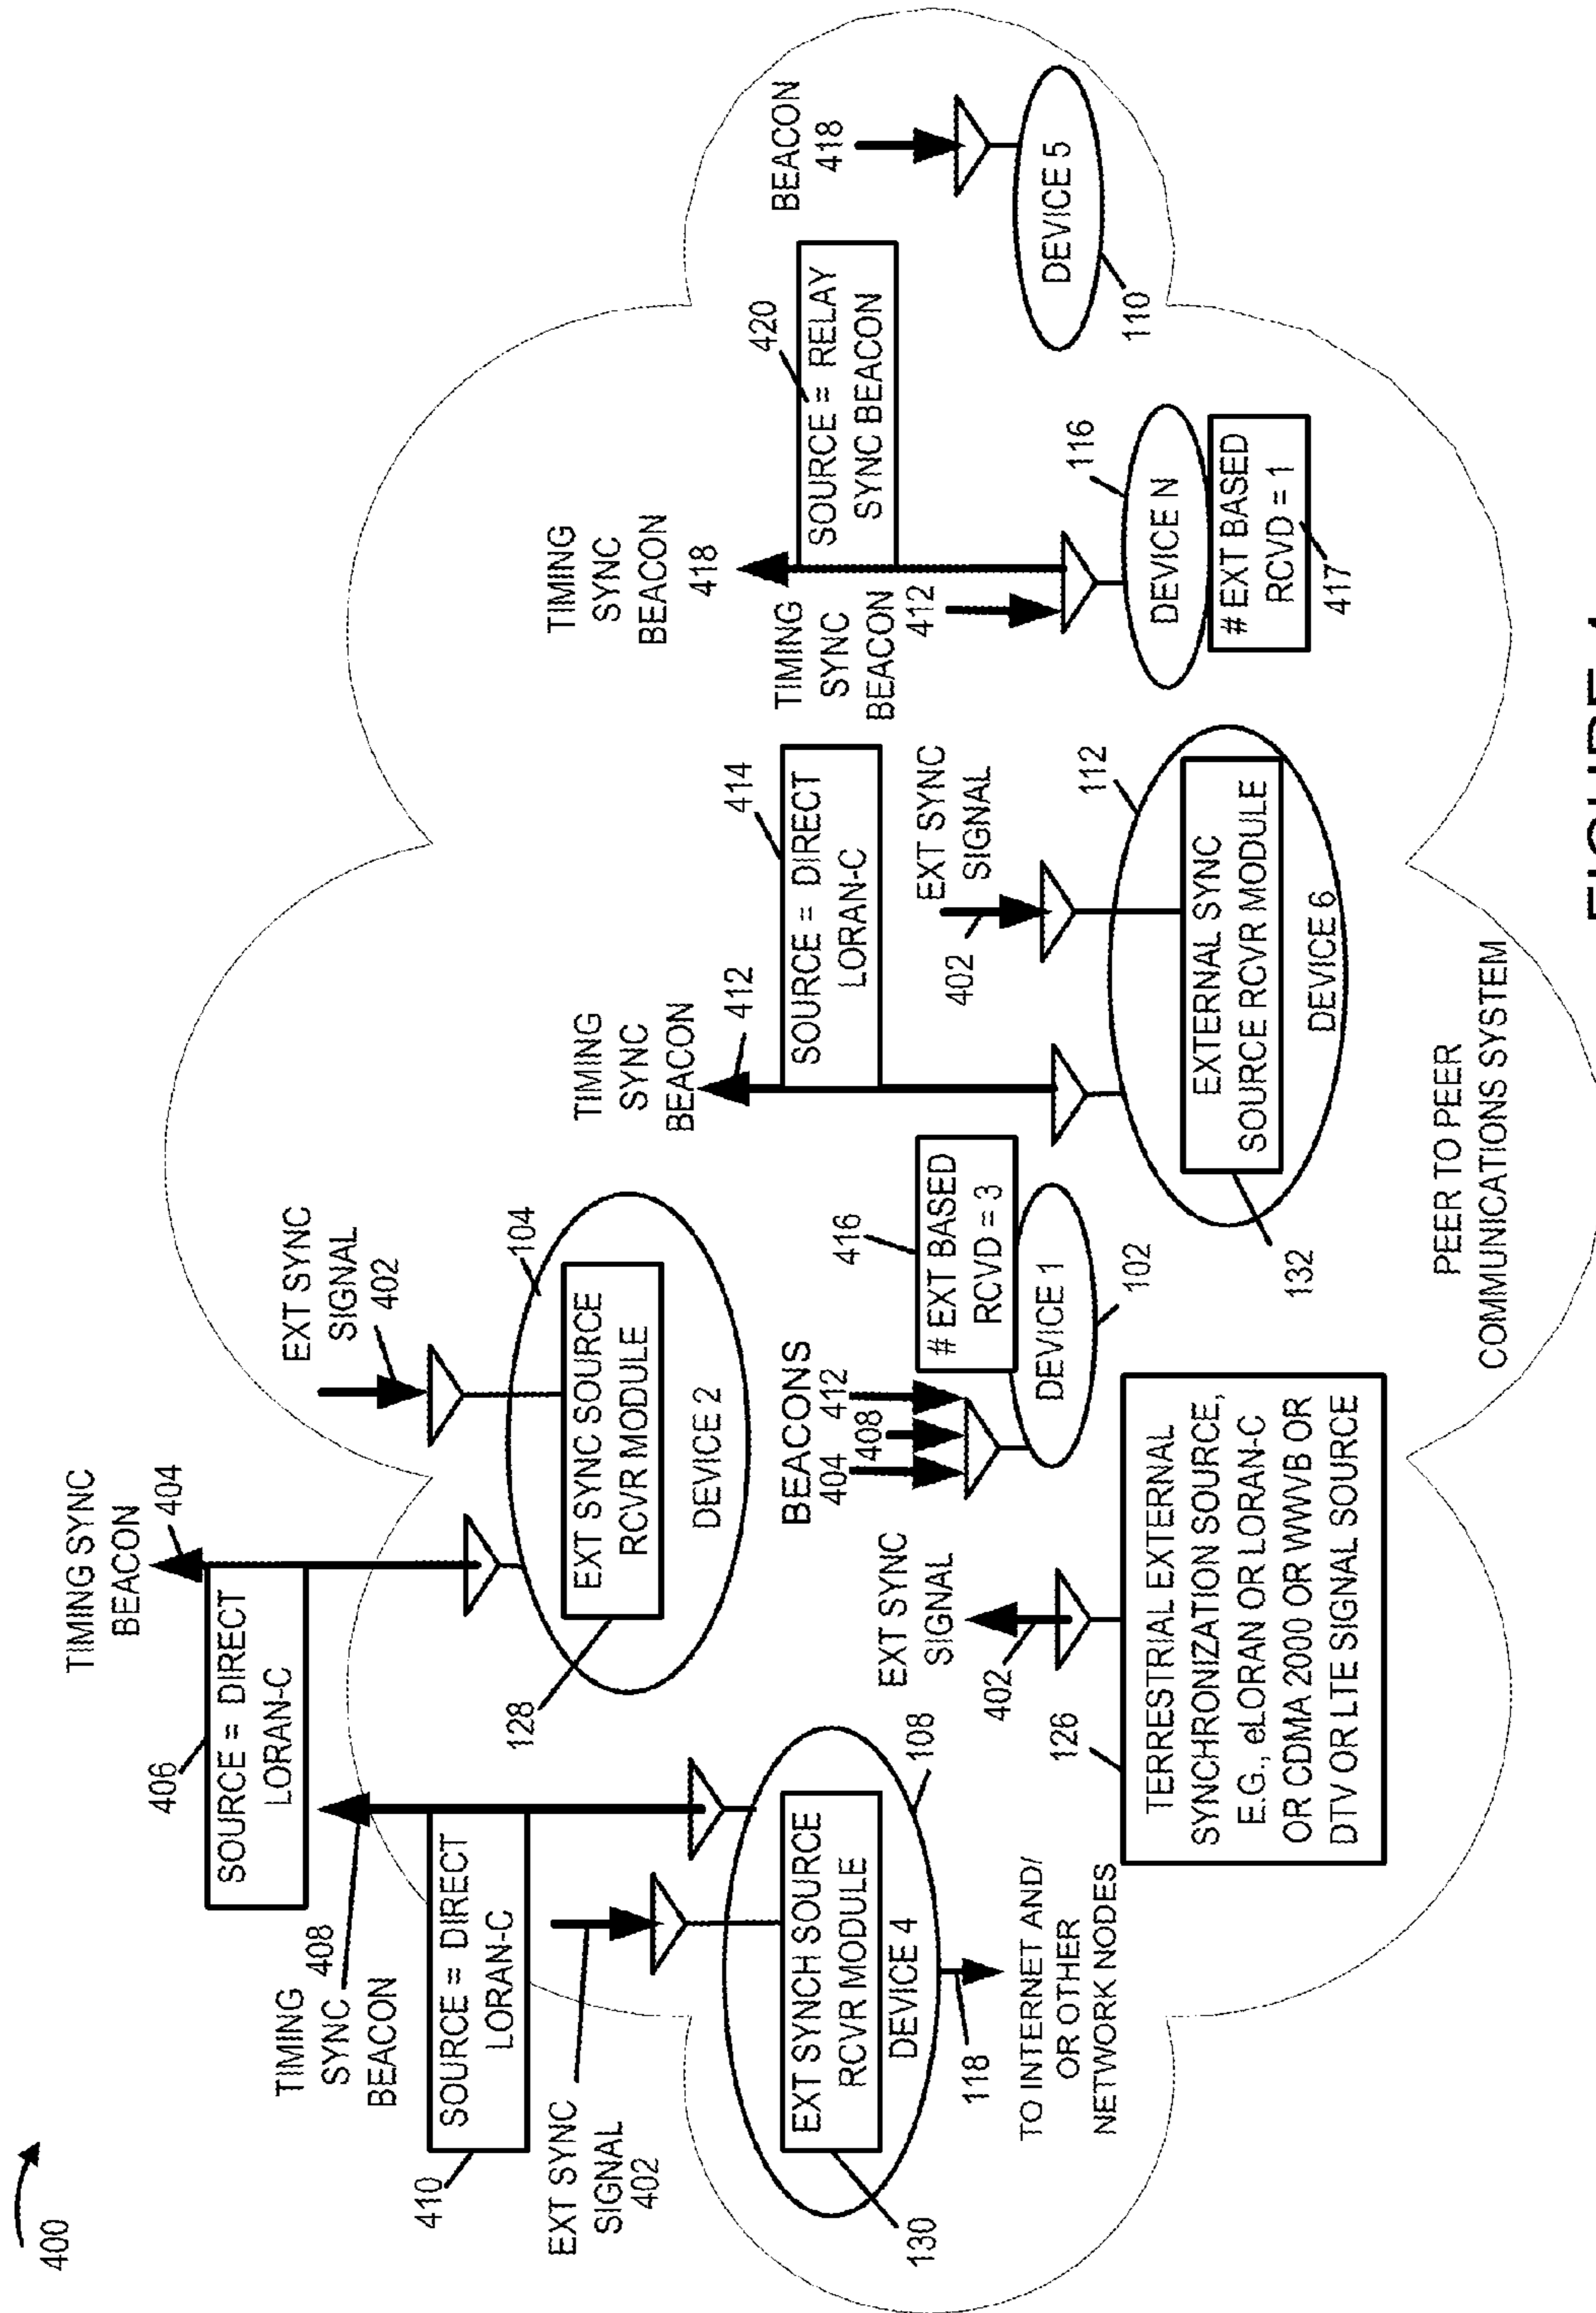 400
TIMING SYNC
BEACON
404
406
SOURCE = DIRECT
LORAN-C
EXT SYNC
SIGNAL
402
104
EXT SYNC SOURCE
RCVR MODULE
DEVICE 2
128
TIMING
SYNC 408
BEACON
410
SOURCE = DIRECT
LORAN-C
EXT SYNC
SIGNAL
402
EXT SYNCH SOURCE
RCVR MODULE
DEVICE 4
108
130
118
TO INTERNET AND/
OR OTHER
NETWORK NODES
EXT SYNC
SIGNAL
402
126
TERRESTRIAL EXTERNAL
SYNCHRONIZATION SOURCE,
E.G., eLORAN OR LORAN-C
OR CDMA 2000 OR WWVB OR
DTV OR LTE SIGNAL SOURCE
BEACONS
404 408 412
416
# EXT BASED
RCVD = 3
DEVICE 1
102
TIMING
SYNC
BEACON
412
414
SOURCE = DIRECT
LORAN-C
EXT SYNC
SIGNAL
402
112
EXTERNAL SYNC
SOURCE RCVR MODULE
DEVICE 6
132
TIMING
SYNC
BEACON
418
420
SOURCE = RELAY
SYNC BEACON
TIMING
SYNC
BEACON
412
116
DEVICE N
# EXT BASED
RCVD = 1
417
BEACON
418
DEVICE 5
110
PEER TO PEER
COMMUNICATIONS SYSTEM